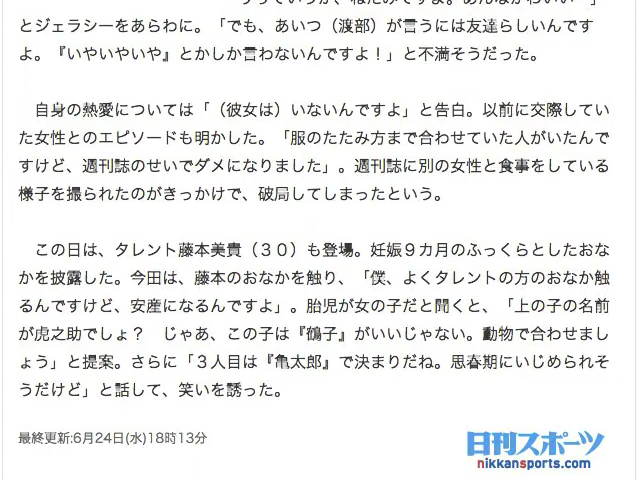 とジェラシーをあらわに。「でも、あいつ（渡部）が言うには友達らしいんです
よ。『いやいやいや』とかしか言わないんですよ！」と不満そうだった。
自身の熱愛については「（彼女は）いないんですよ」と告白。以前に交際してい
た女性とのエピソードも明かした。「服のたたみ方まで合わせていた人がいたんで
すけど、週刊誌のせいでダメになりました」。週刊誌に別の女性と食事をしている
様子を撮られたのがきっかけで、破局してしまったという。
この日は、タレント藤本美貴（３０）も登場。妊娠９カ月のふっくらとしたおな
かを披露した。今田は、藤本のおなかを触り、「僕、よくタレントの方のおなか触
るんですけど、安産になるんですよ」。胎児が女の子だと聞くと、「上の子の名前
が虎之助でしょ？　じゃあ、この子は『鶴子』がいいじゃない。動物で合わせましょ
う」と提案。さらに「３人目は『亀太郎』で決まりだね。思春期にいじめられそ
うだけど」と話して、笑いを誘った。
最終更新:6月24日(水)18時13分
日刊スポーツ
nikkansports.com